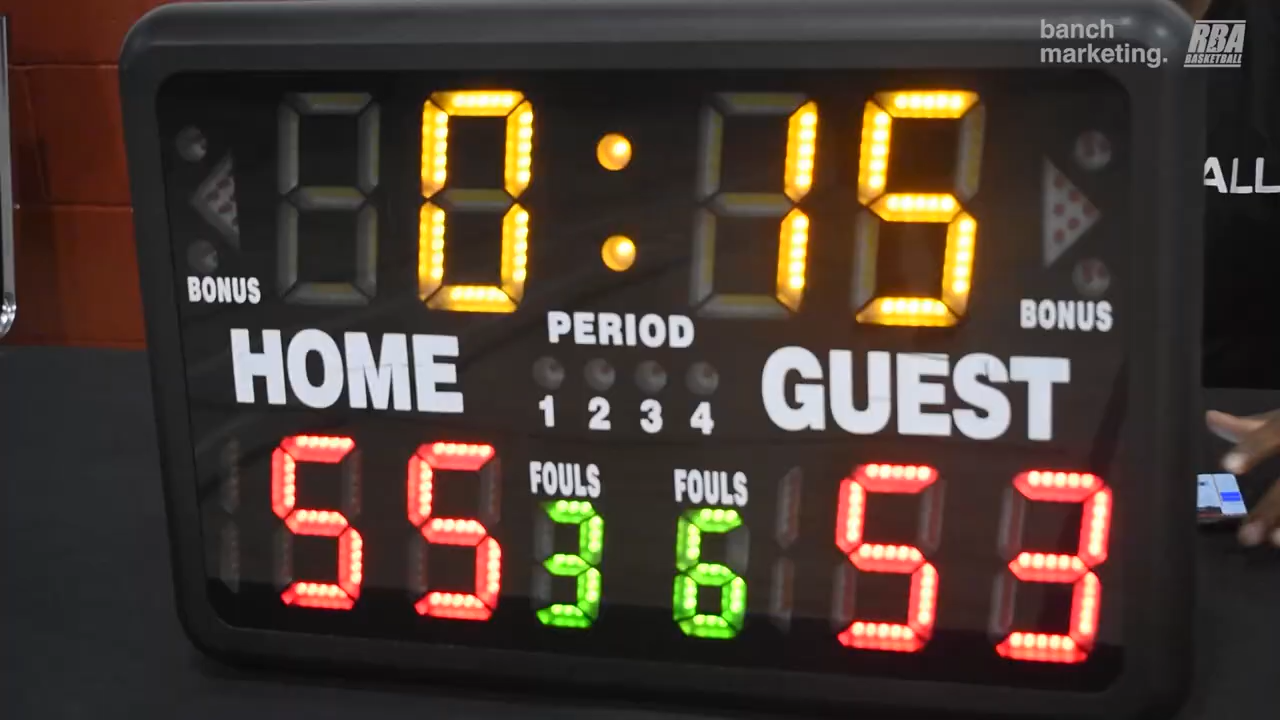 banch
marketing.
RBA
BASKETBALL
0:15
ALL
BONUS
BONUS
PERIOD
HOME
GUEST
1 2 3 4
FOULS
FOULS
55
3
6
53